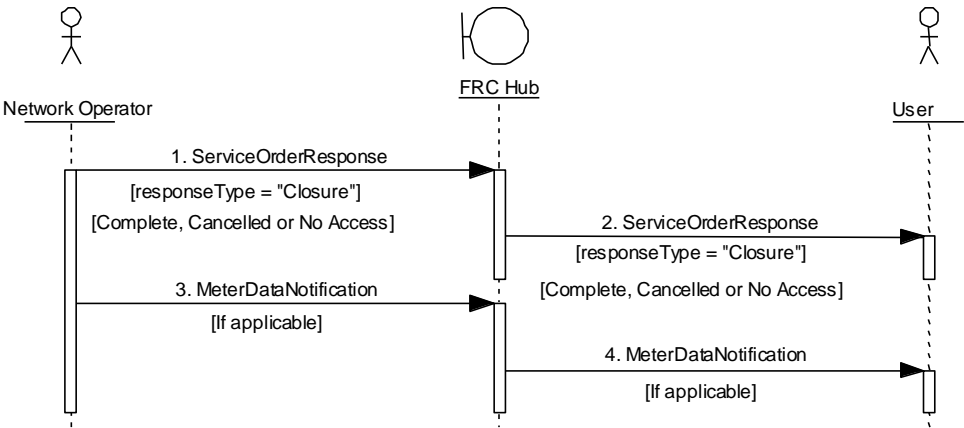 FRC Hub
Network Operator
User
1. ServiceOrderResponse
[responseType = "Closure"]
[Complete, Cancelled or No Access]
2. ServiceOrderResponse
[responseType = "Closure"]
[Complete, Cancelled or No Access]
3. MeterDataNotification
[If applicable]
4. MeterDataNotification
[If applicable]